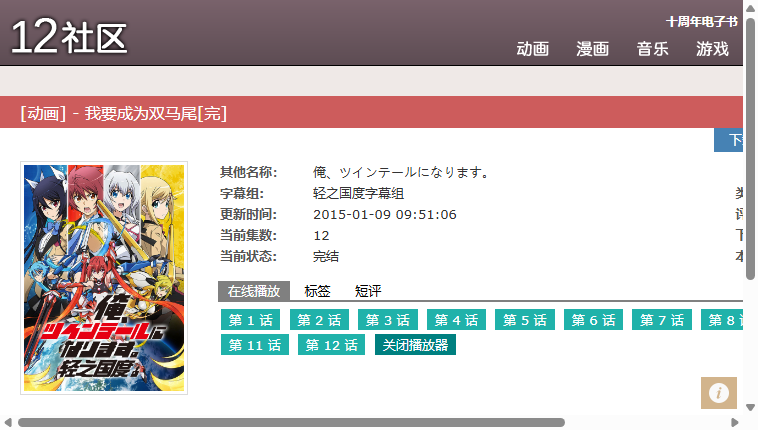 十周年电子书
12社区
动画 漫画 音乐 游戏
[动画] - 我要成为双马尾[完]
其他名称: 俺、ツインテールになります。
字幕组: 轻之国度字幕组
更新时间: 2015-01-09 09:51:06
当前集数: 12
当前状态: 完结
在线播放 标签 短评
第 1 话 第 2 话 第 3 话 第 4 话 第 5 话 第 6 话 第 7 话 第 8
第 11 话 第 12 话 关闭播放器
俺、
ツインテールに
なります。
轻之国度